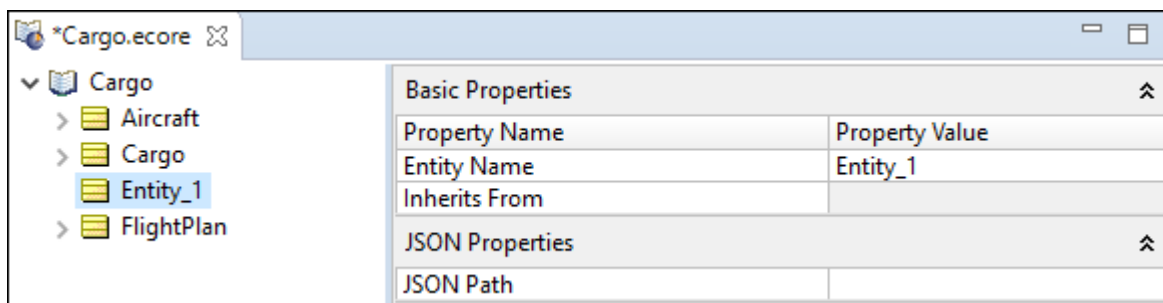 *Cargo.ecore
Cargo
Aircraft
Cargo
Entity_1
FlightPlan
Basic Properties
Property Name Property Value
Entity Name Entity_1
Inherits From
JSON Properties
JSON Path